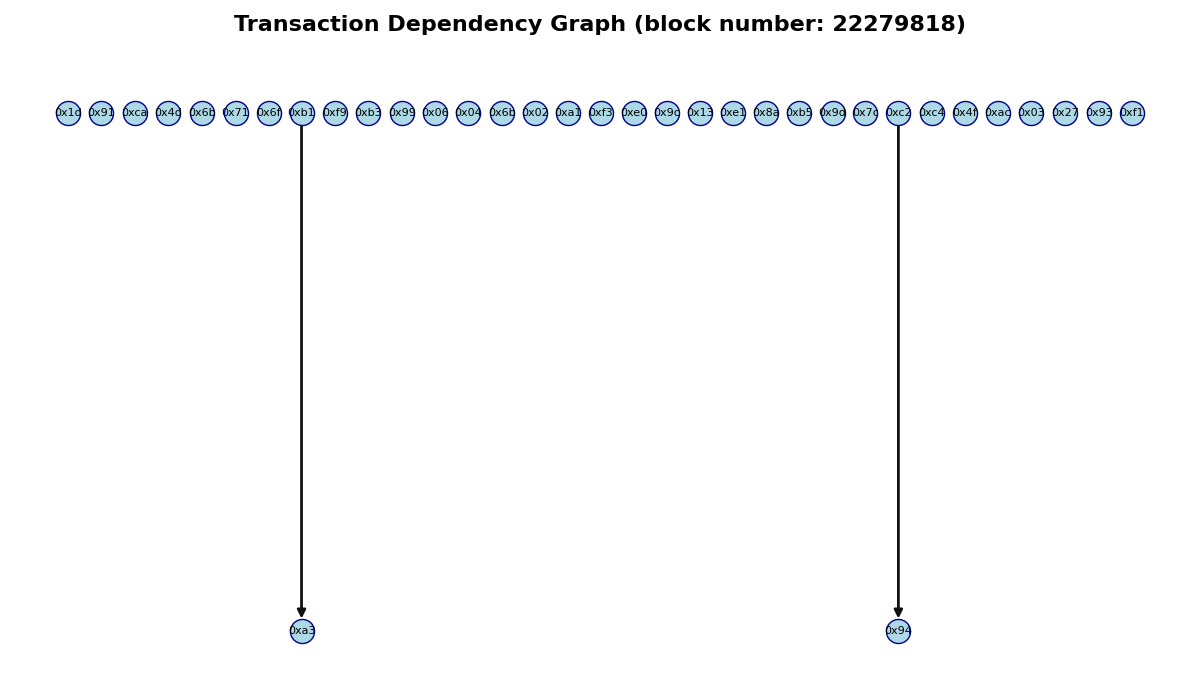 Transaction Dependency Graph (block number: 22279818)
0x1d 0x91 0xca 0x4d 0x6b 0x71 0x6f 0xb1 0xf9 0xb3 0x99 0x06 0x04 0x6b 0x02 0xa1 0xf3 0xe0 0x9c 0x13 0xe1 0x8a 0xb5 0x9d 0x7c 0xc2 0xc4 0x4f 0xac 0x03 0x27 0x93 0xf1
0xa3 0x94